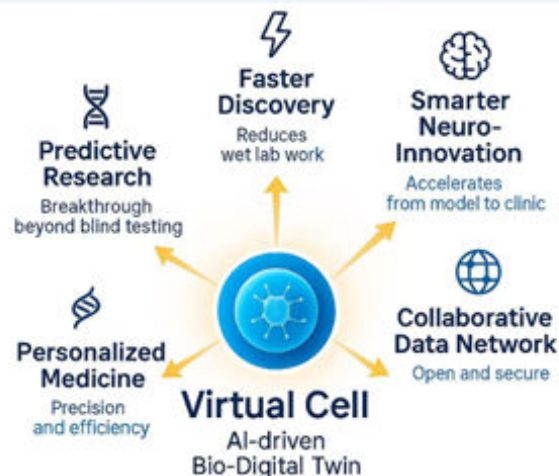 Faster
Discovery
Reduces
wet lab work
Smarter
Neuro-
Innovation
Accelerates
from model to clinic
Predictive
Research
Breakthrough
beyond blind testing
Collaborative
Data Network
Open and secure
Personalized
Medicine
Precision
and efficiency
Virtual Cell
AI-driven
Bio-Digital Twin